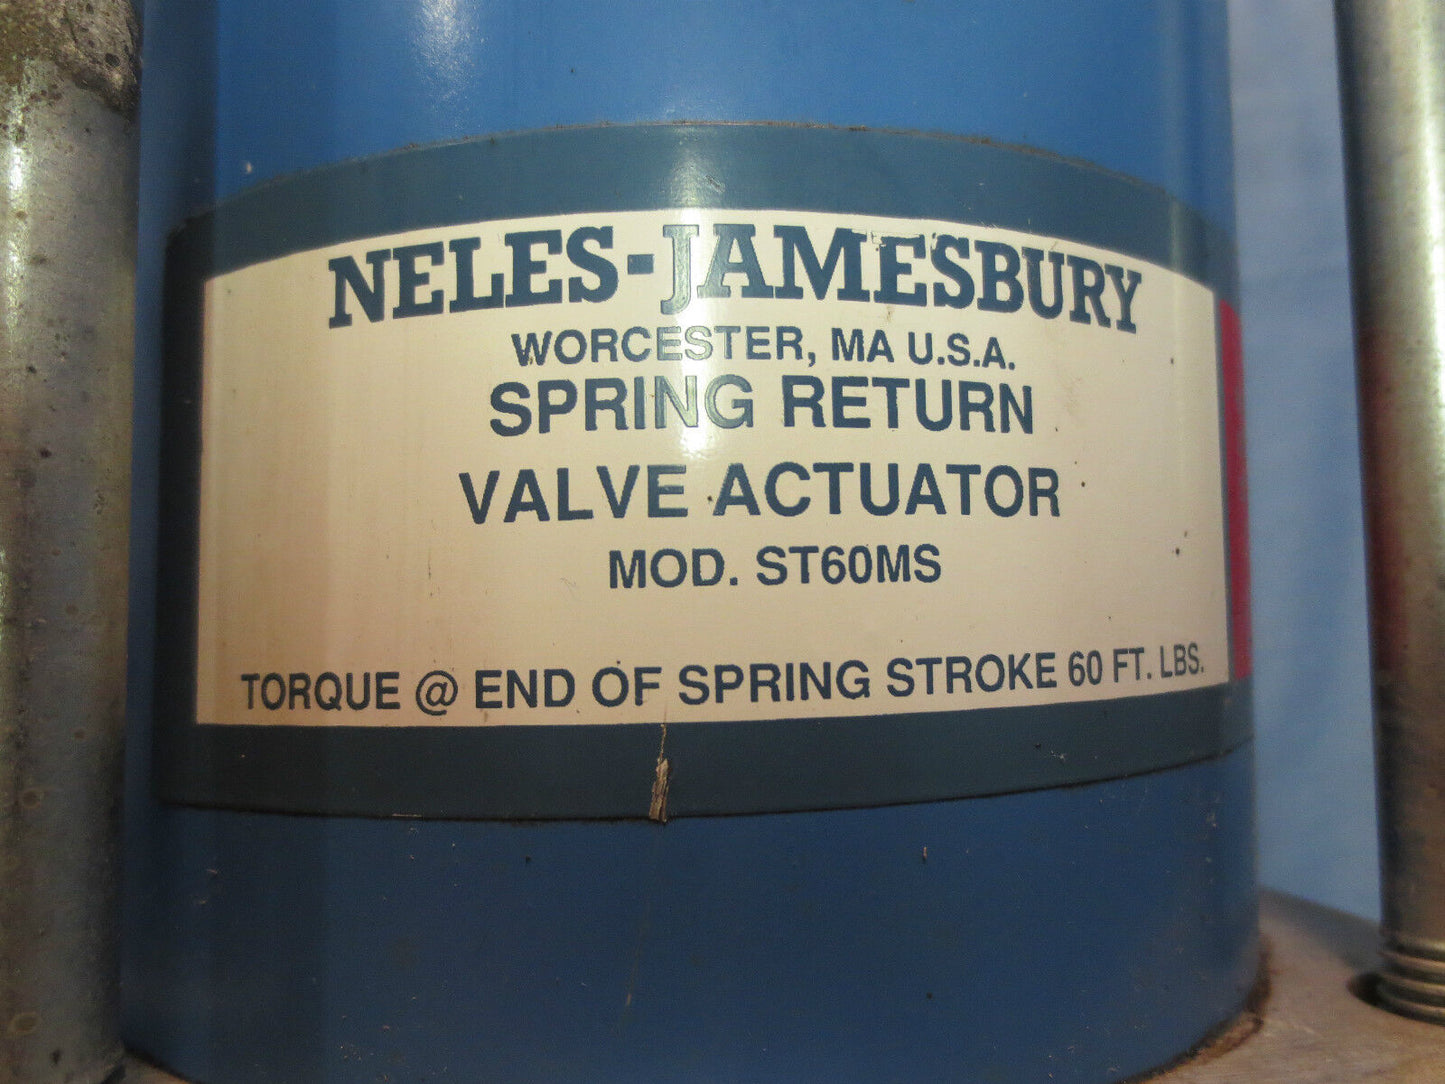 NELES-JAMESBURY
WORCESTER, MA U.S.A.
SPRING RETURN
VALVE ACTUATOR
MOD. ST60MS
TORQUE @ END OF SPRING STROKE 60 FT. LBS.